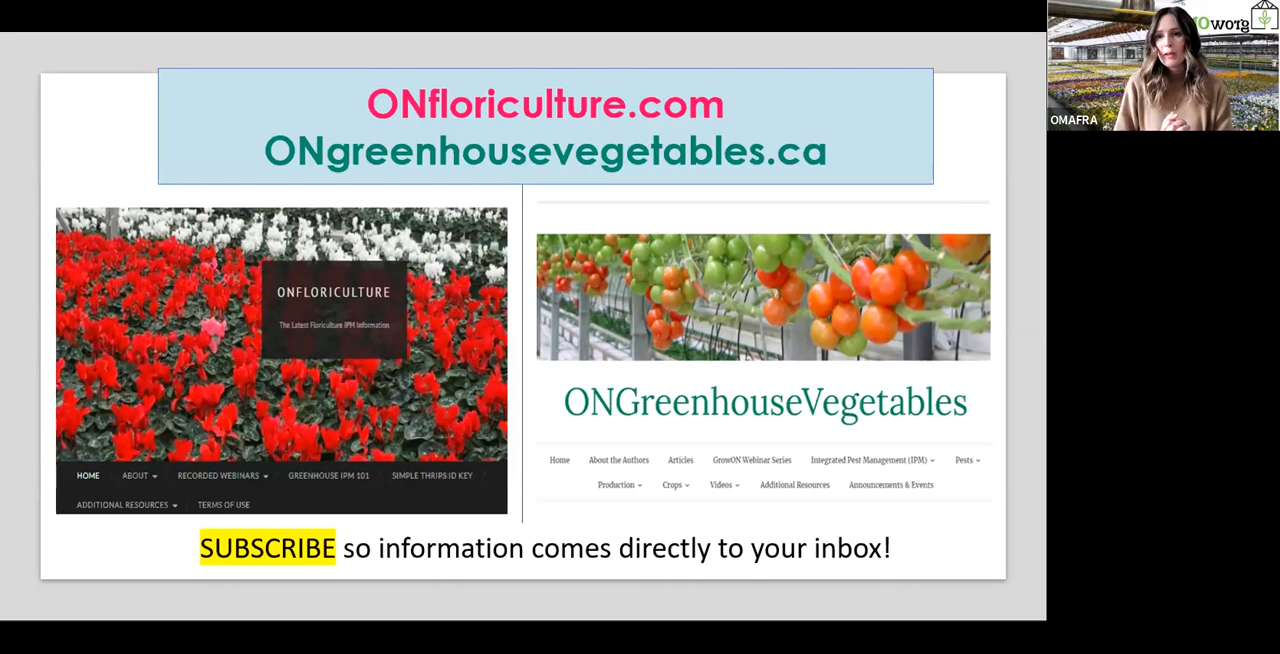 ONfloriculture.com
ONgreenhousevegetables.ca
ONFLORICULTURE
The Latest Floriculture IPM Information
HOME ABOUT RECORDED WEBINARS GREENHOUSE IPM 101 SIMPLE THRIPS ID KEY
ADDITIONAL RESOURCES TERMS OF USE
ONGreenhouseVegetables
Home About the Authors Articles GrowON Webinar Series Integrated Pest Management (IPM) Pests
Production Crops Videos Additional Resources Announcements & Events
SUBSCRIBE so information comes directly to your inbox!
OMAFRA